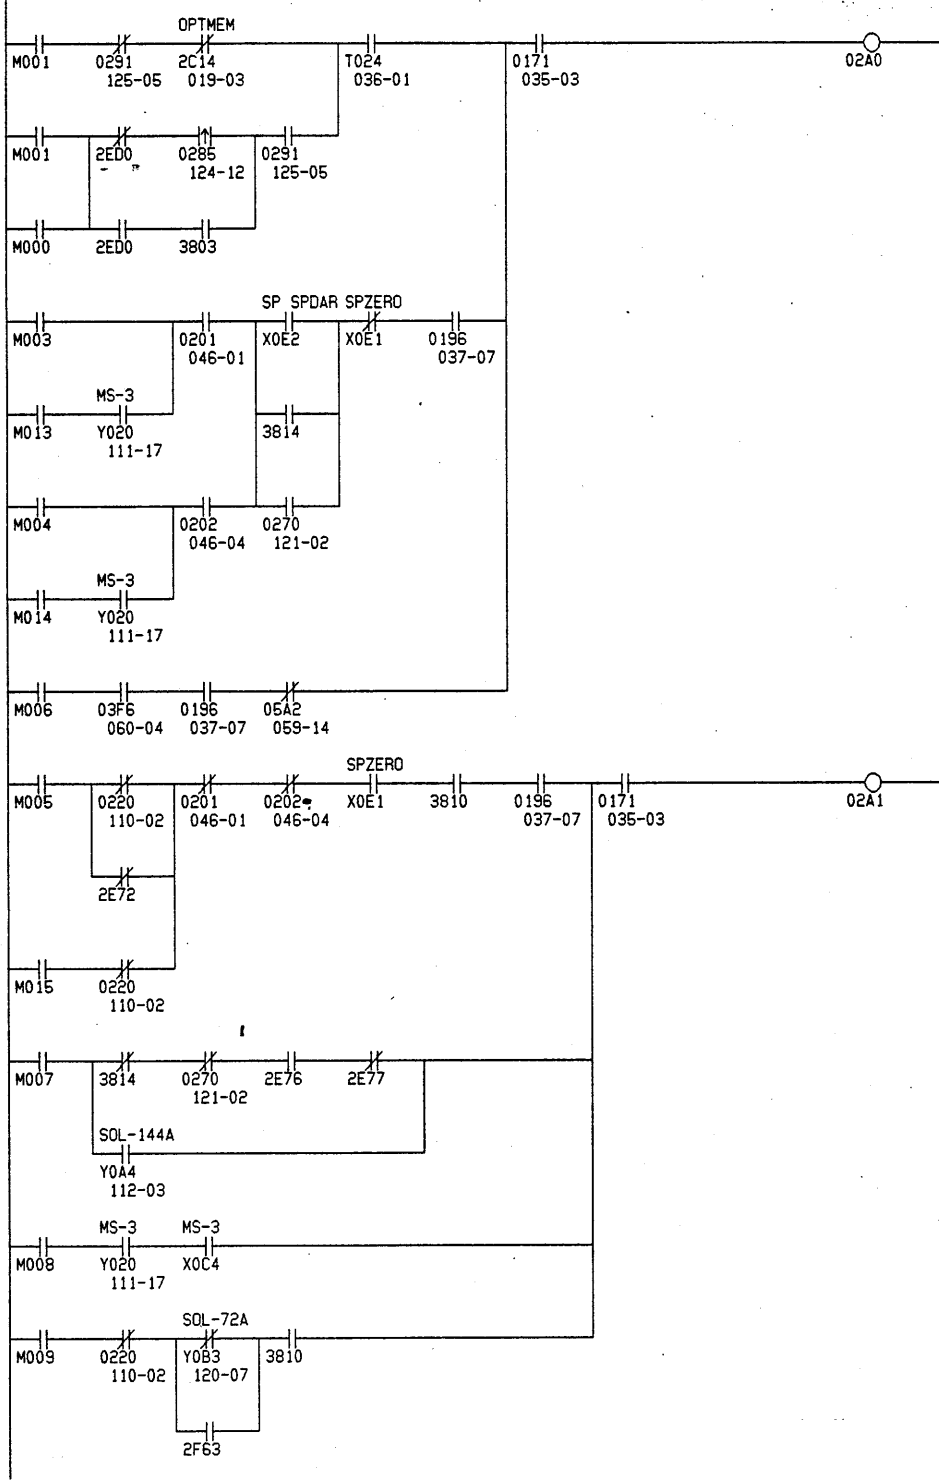 OPTMEM
M001 0291 2C14 T024 0171 02A0
125-05 019-03 036-01 035-03
M001 2ED0 0285 0291
124-12 125-05
M000 2ED0 3803
SP SPDAR SPZERO
M003 0201 X0E2 X0E1 0196
046-01 037-07
MS-3
M013 Y020 3814
111-17
M004 0202 0270
046-04 121-02
MS-3
M014 Y020
111-17
M006 03F6 0196 05A2
060-04 037-07 059-14
SPZERO
M005 0220 0201 0202 X0E1 3810 0196 0171 02A1
110-02 046-01 046-04 037-07 035-03
2E72
M015 0220
110-02
M007 3814 0270 2E76 2E77
121-02
SOL-144A
Y0A4
112-03
MS-3 MS-3
M008 Y020 X0C4
111-17
SOL-72A
M009 0220 Y0B3 3810
110-02 120-07
2F63